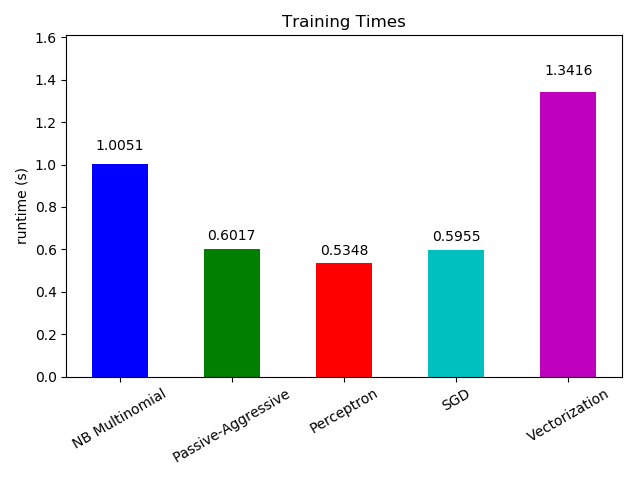 Training Times
1.6
1.4
1.2
1.0
0.8
0.6
0.4
0.2
0.0
runtime (s)
1.0051
0.6017
0.5348
0.5955
1.3416
NB Multinomial
Passive-Aggressive
Perceptron
SGD
Vectorization